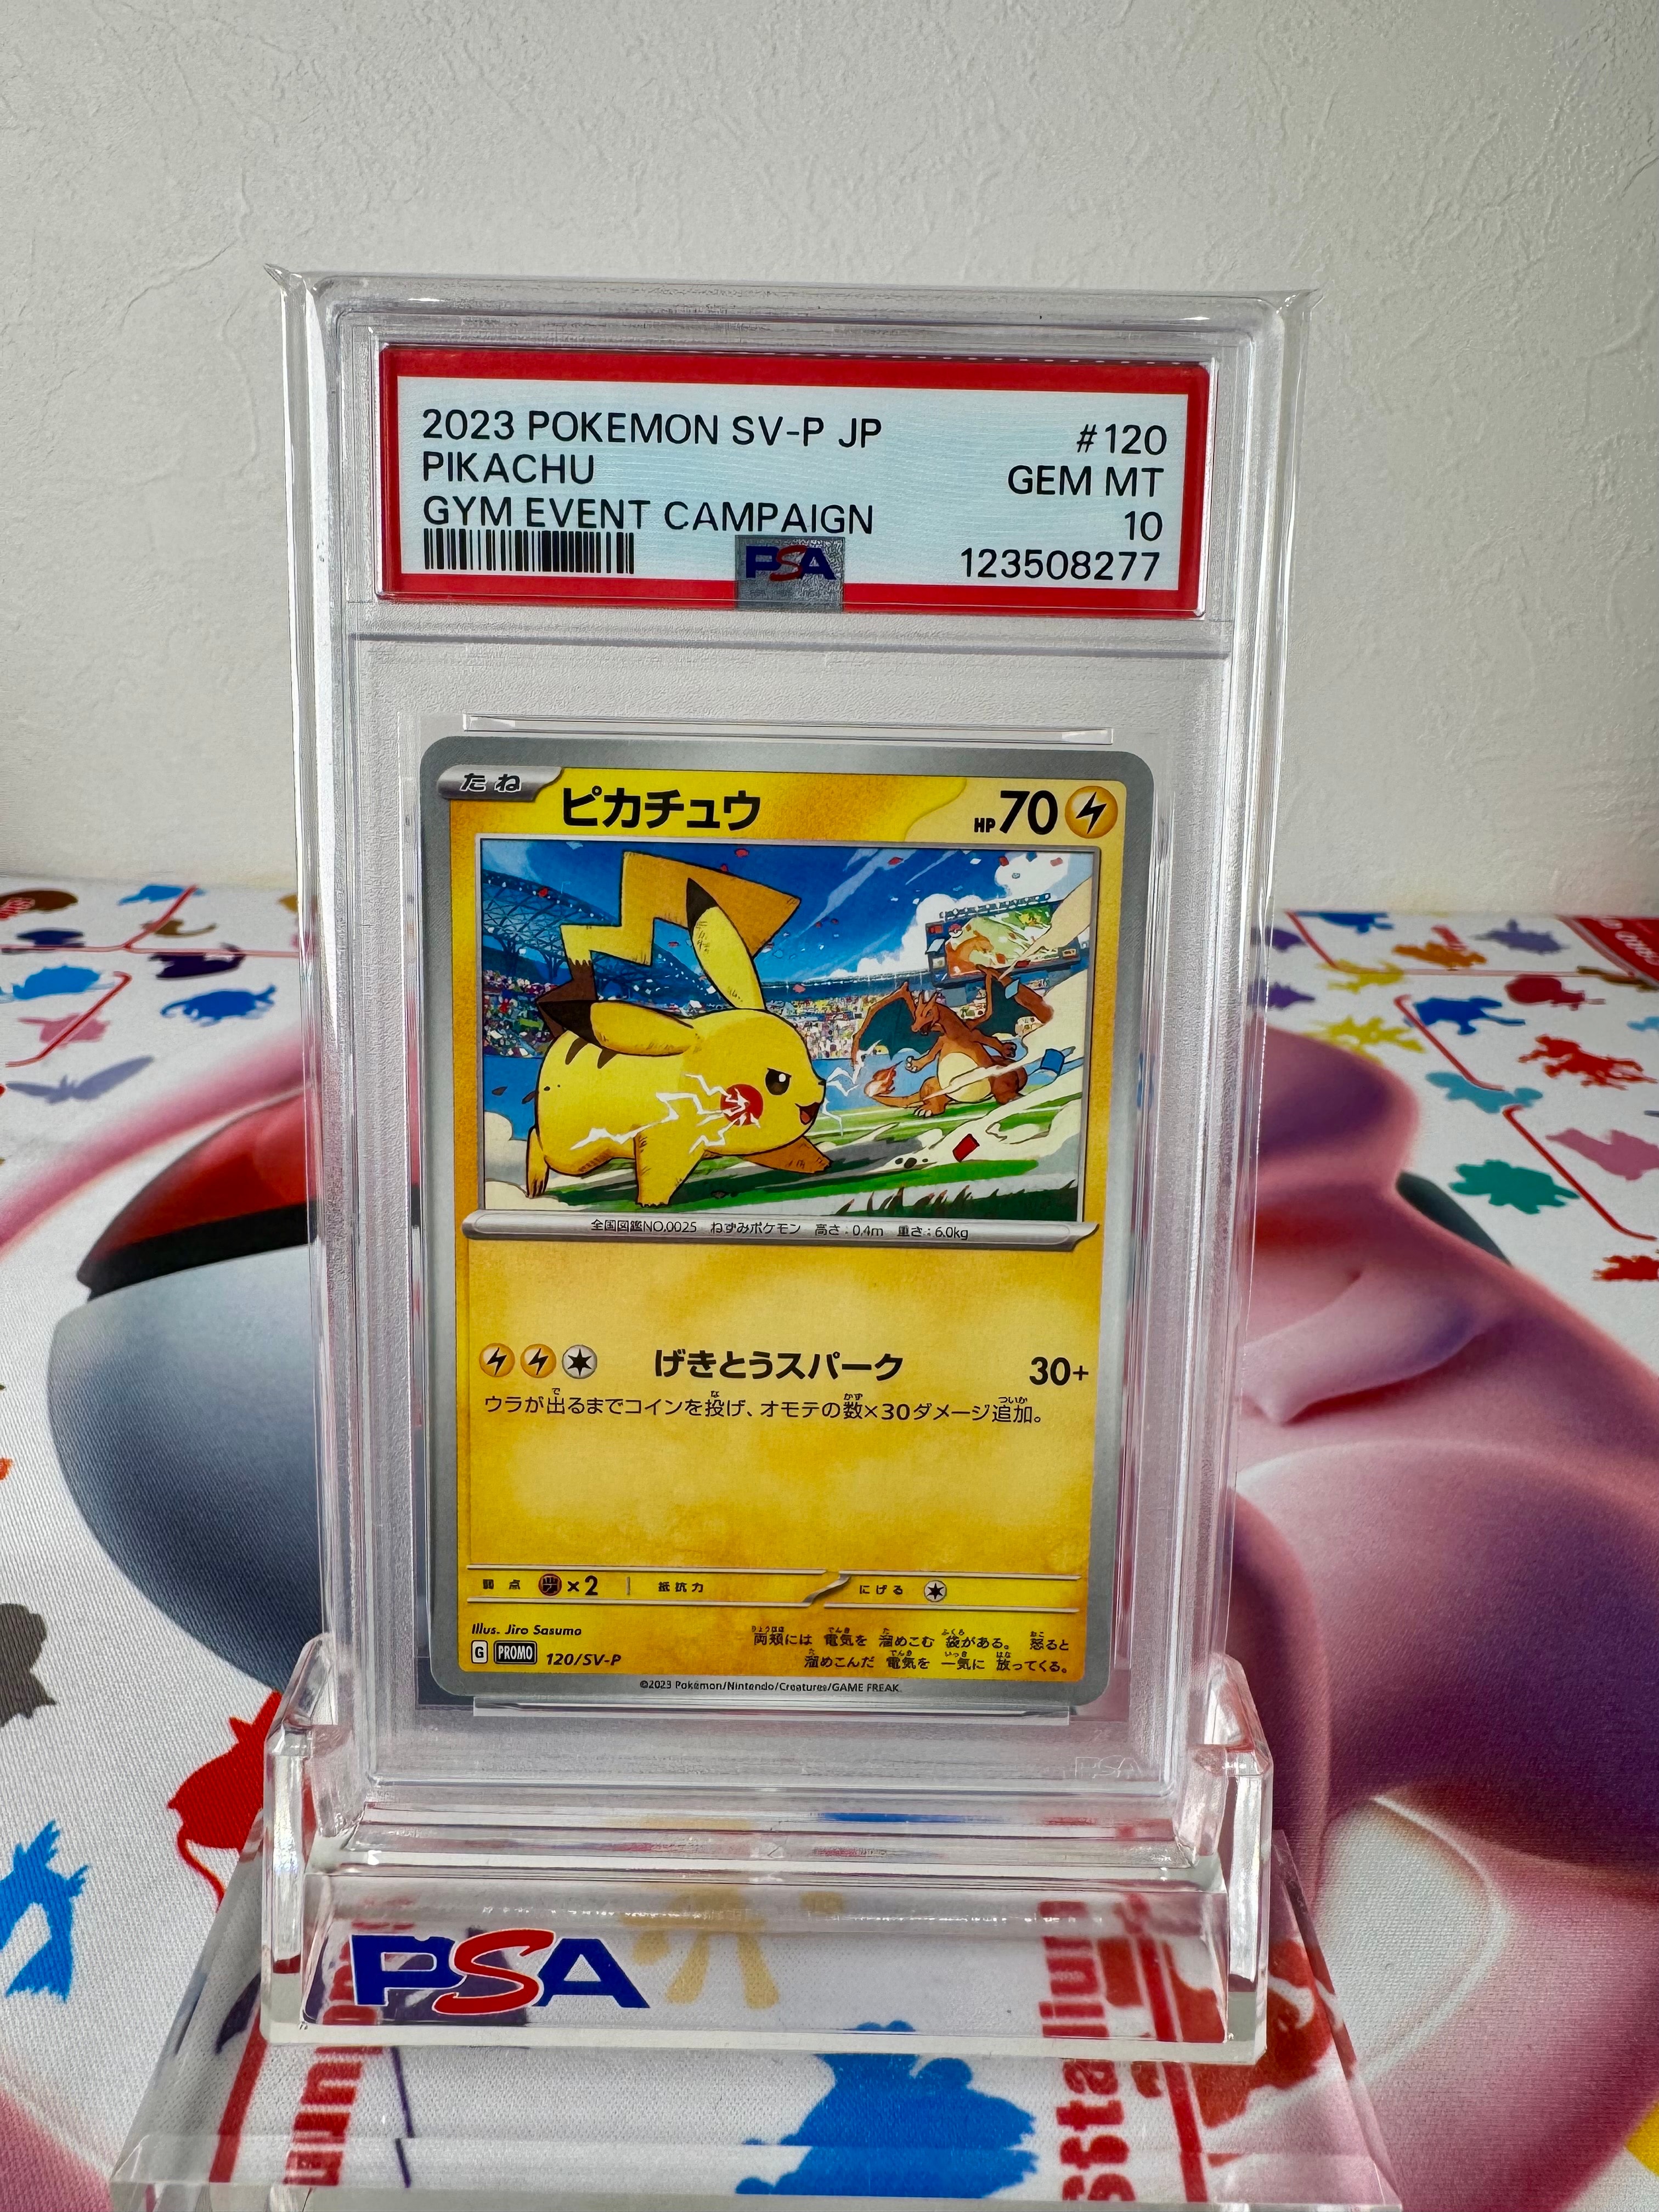 2023 POKEMON SV-P JP #120
PIKACHU GEM MT
GYM EVENT CAMPAIGN 10
PSA 123508277
たね ピカチュウ HP70
全国図鑑NO.0025 ねずみポケモン 高さ:0.4m 重さ:6.0kg
げきとうスパーク 30+
ウラが出るまでコインを投げ、オモテの数×30ダメージ追加。
弱点 ×2 抵抗力 にげる
Illus. Jiro Sasumo
両頬には 電気を 溜めこむ 袋がある。 怒ると
G PROMO 120/SV-P
溜めこんだ 電気を 一気に 放ってくる。
©2023 Pokémon/Nintendo/Creatures/GAME FREAK.
PSA
PSA
Stadium